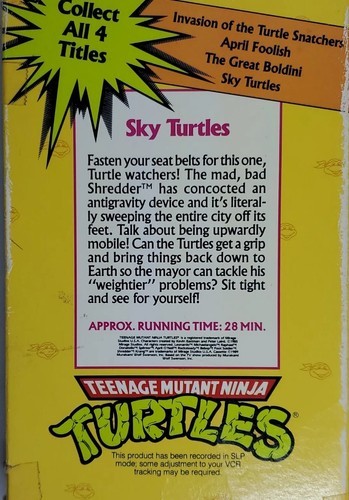 Collect
All 4
Titles
Invasion of the Turtle Snatchers
April Foolish
The Great Boldini
Sky Turtles
Sky Turtles
Fasten your seat belts for this one,
Turtle watchers! The mad, bad
Shredder™ has concocted an
antigravity device and it's literal-
ly sweeping the entire city off its
feet. Talk about being upwardly
mobile! Can the Turtles get a grip
and bring things back down to
Earth so the mayor can tackle his
"weightier" problems? Sit tight
and see for yourself!
APPROX. RUNNING TIME: 28 MIN.
TEENAGE MUTANT NINJA
TURTLES®
This product has been recorded in SLP
mode; some adjustment to your VCR
tracking may be required.